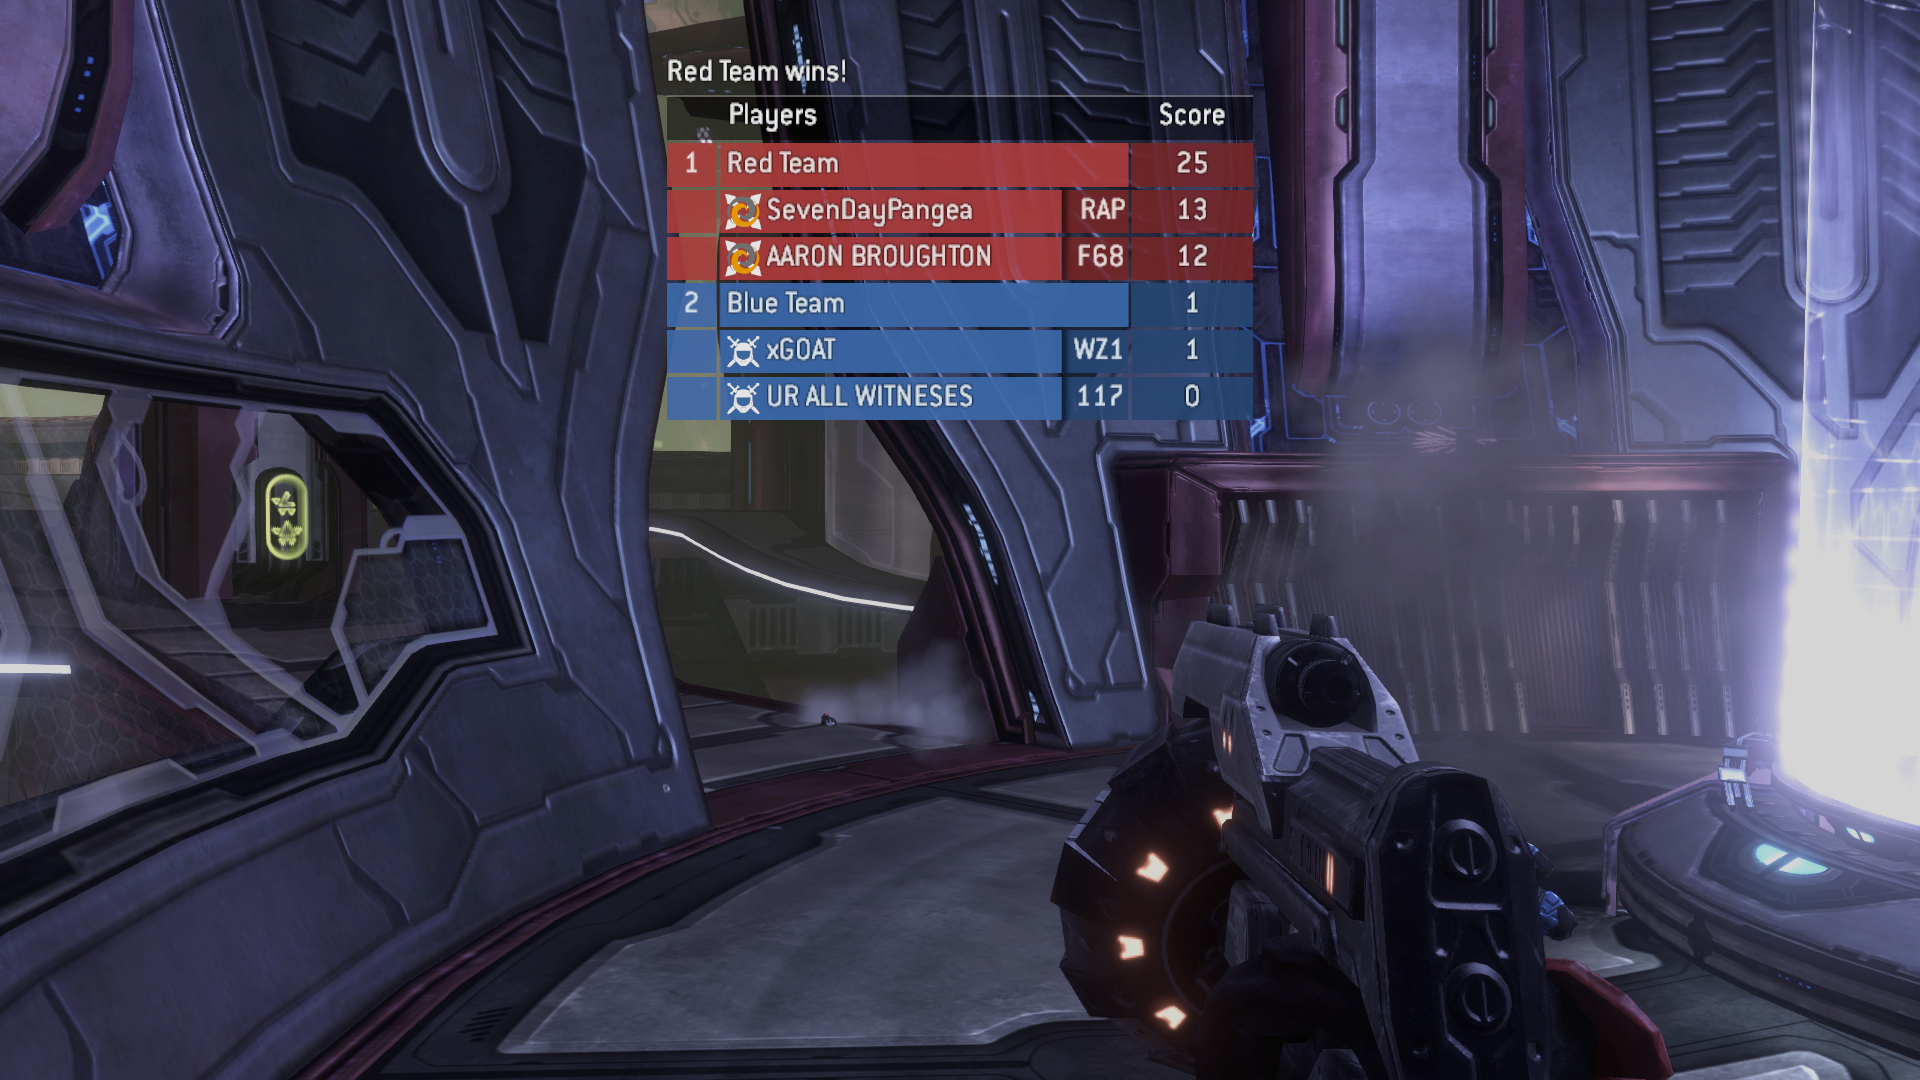 Red Team wins!
Players Score
1 Red Team 25
SevenDayPangea RAP 13
AARON BROUGHTON F68 12
2 Blue Team 1
xGOAT WZ1 1
UR ALL WITNESES 117 0